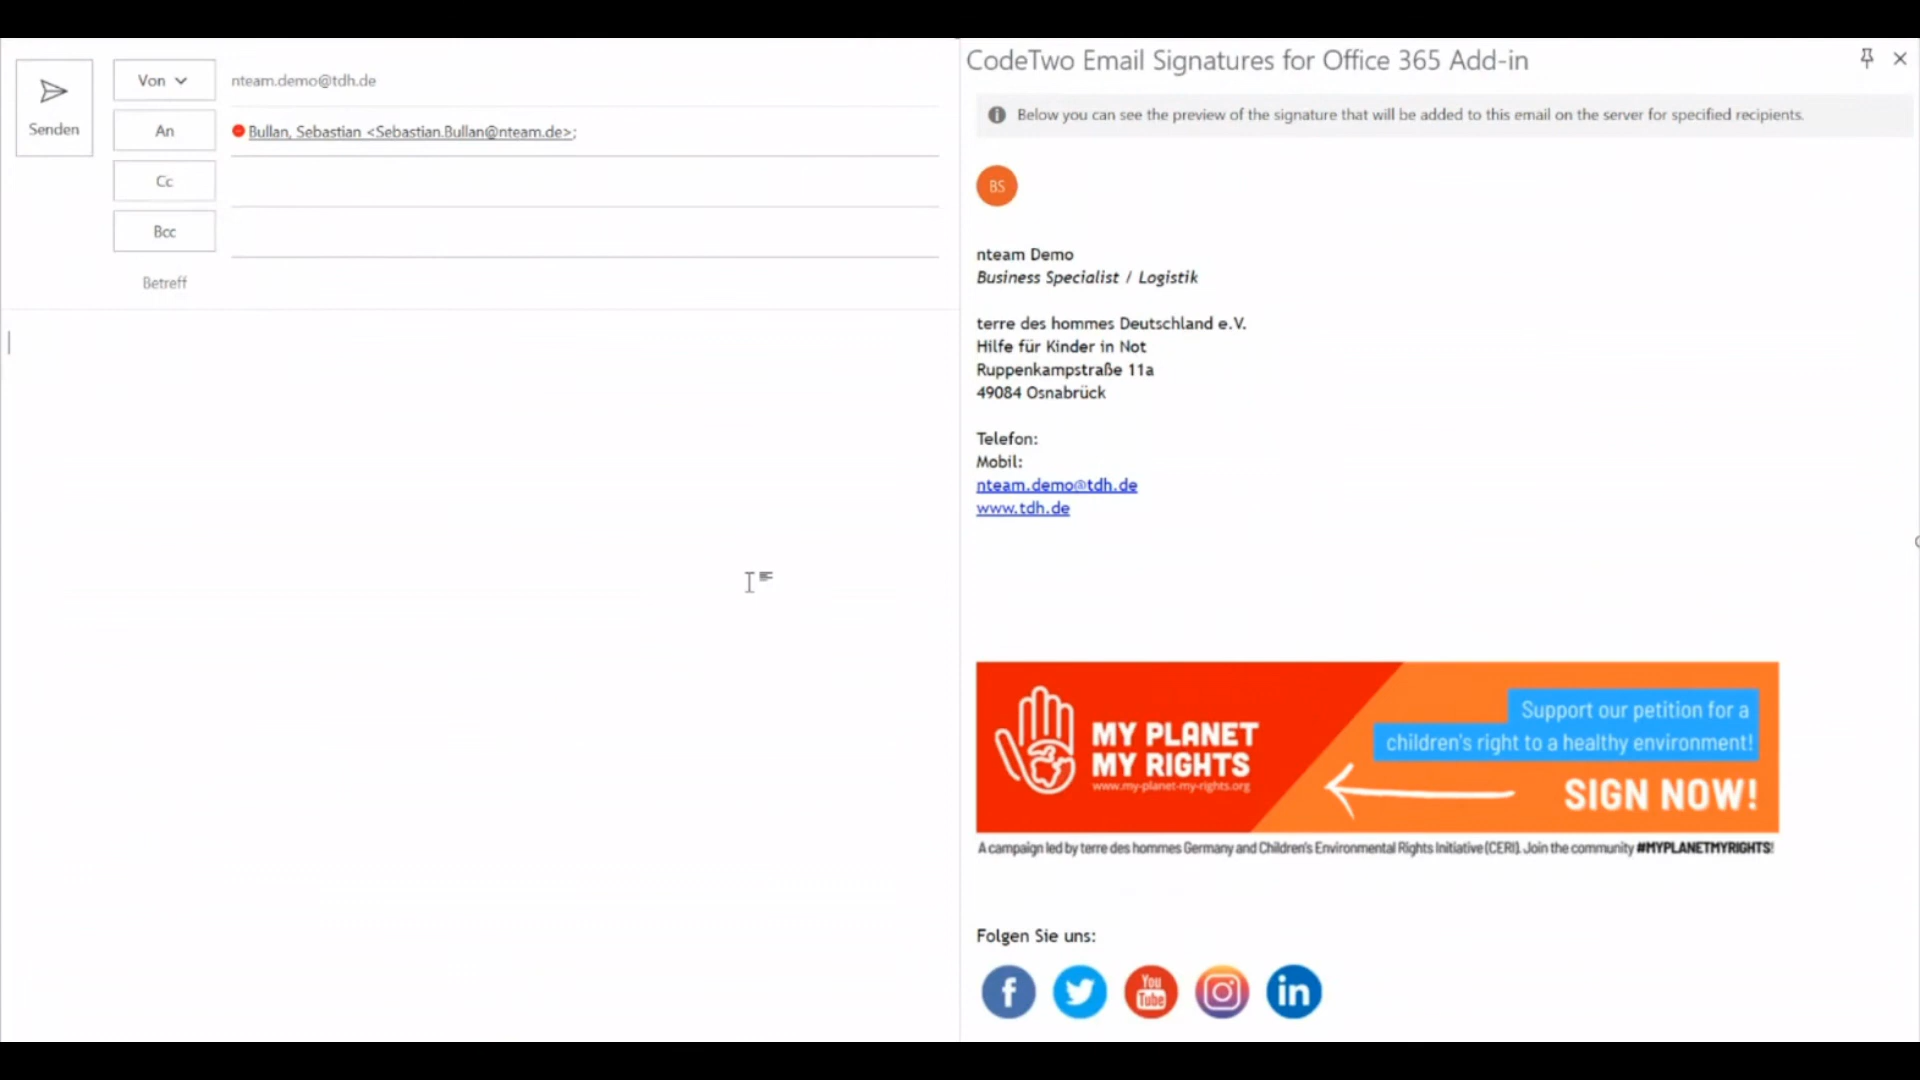 Senden
Von
nteam.demo@tdh.de
An
Bullan, Sebastian <Sebastian.Bullan@nteam.de>;
Cc
Bcc
Betreff
CodeTwo Email Signatures for Office 365 Add-in
Below you can see the preview of the signature that will be added to this email on the server for specified recipients.
BS
nteam Demo
Business Specialist / Logistik
terre des hommes Deutschland e.V.
Hilfe für Kinder in Not
Ruppenkampstraße 11a
49084 Osnabrück
Telefon:
Mobil:
nteam.demo@tdh.de
www.tdh.de
MY PLANET
MY RIGHTS
www.my-planet-my-rights.org
Support our petition for a
children's right to a healthy environment!
SIGN NOW!
A campaign led by terre des hommes Germany and Children's Environmental Rights Initiative (CERI). Join the community #MYPLANETMYRIGHTS!
Folgen Sie uns:
f
You
Tube
in